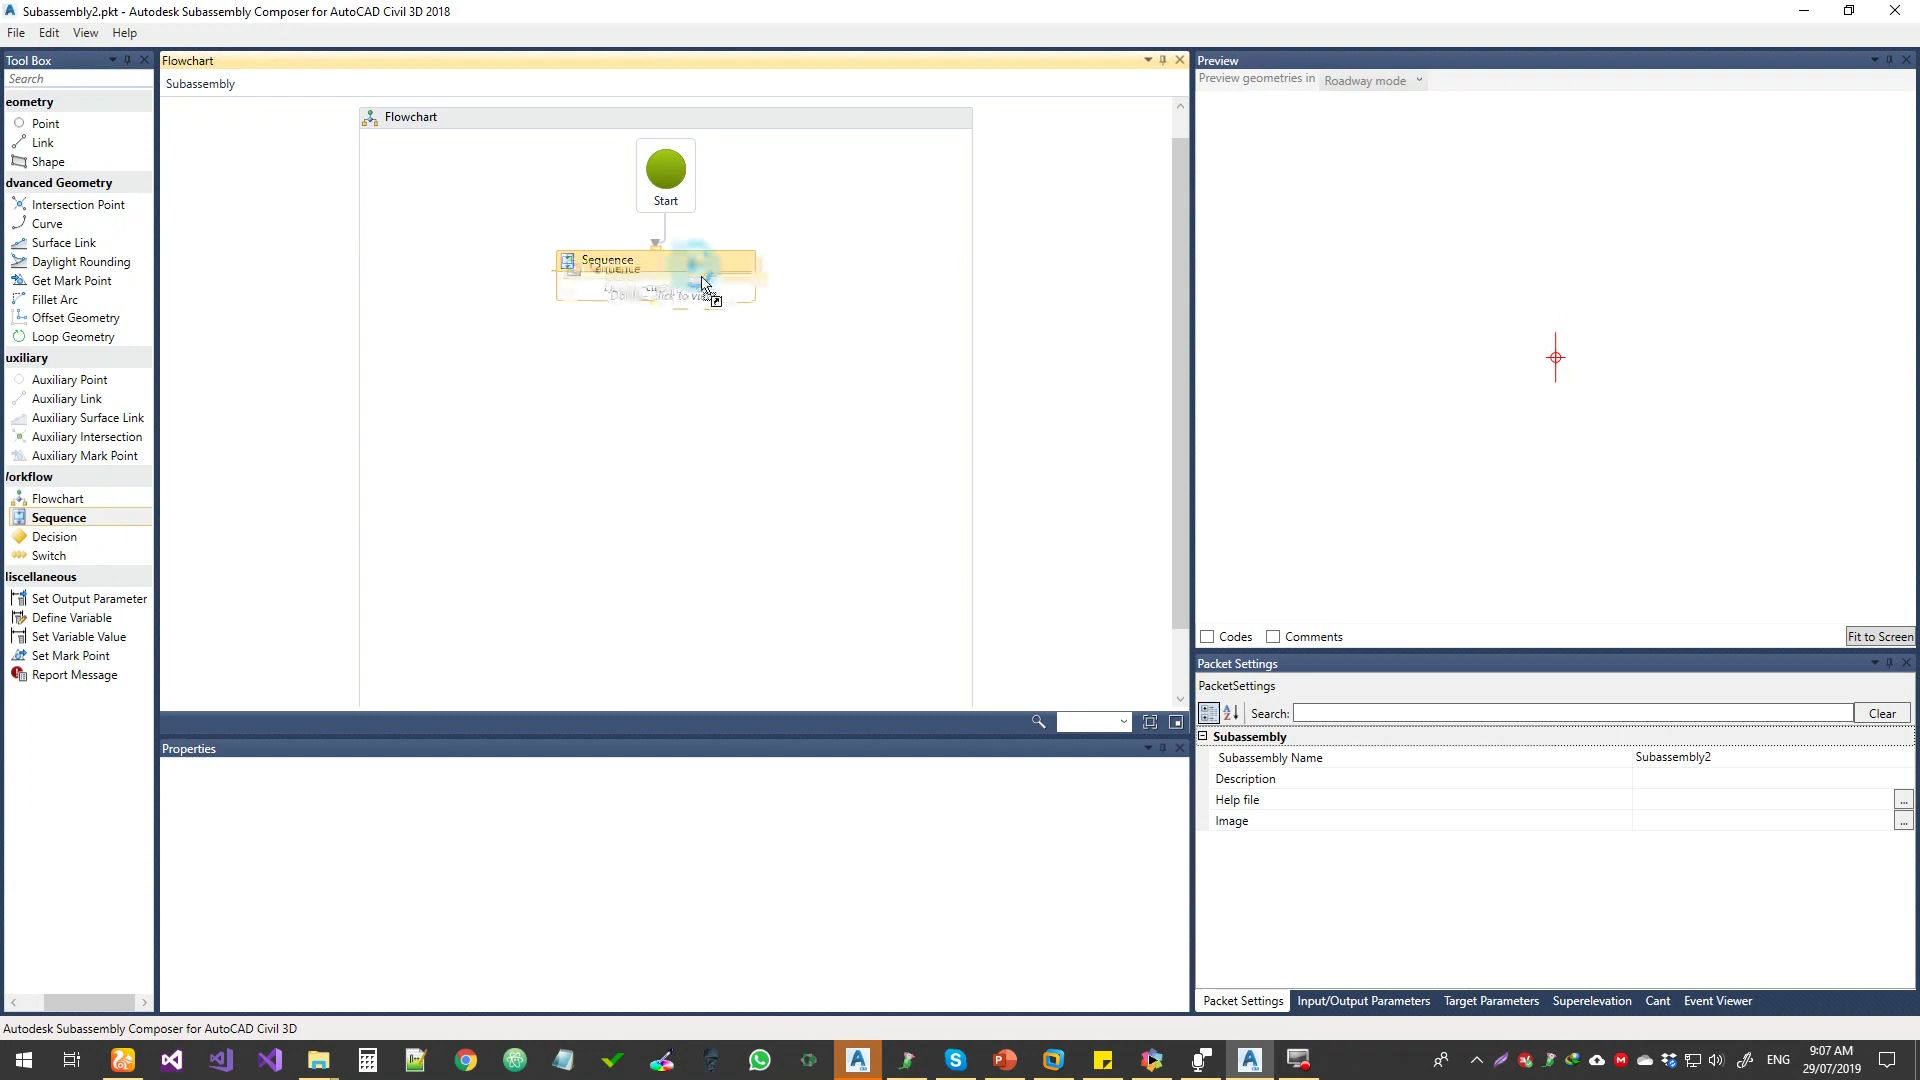 Subassembly2.pkt - Autodesk Subassembly Composer for AutoCAD Civil 3D 2018
File Edit View Help
Tool Box
Search
eometry
Point
Link
Shape
dvanced Geometry
Intersection Point
Curve
Surface Link
Daylight Rounding
Get Mark Point
Fillet Arc
Offset Geometry
Loop Geometry
uxiliary
Auxiliary Point
Auxiliary Link
Auxiliary Surface Link
Auxiliary Intersection
Auxiliary Mark Point
orkflow
Flowchart
Sequence
Decision
Switch
liscellaneous
Set Output Parameter
Define Variable
Set Variable Value
Set Mark Point
Report Message
Flowchart
Subassembly
Flowchart
Start
Sequence
Properties
Preview
Preview geometries in Roadway mode
Codes Comments Fit to Screen
Packet Settings
PacketSettings
Search: Clear
Subassembly
Subassembly Name Subassembly2
Description
Help file ...
Image ...
Packet Settings Input/Output Parameters Target Parameters Superelevation Cant Event Viewer
Autodesk Subassembly Composer for AutoCAD Civil 3D
ENG
9:07 AM
29/07/2019